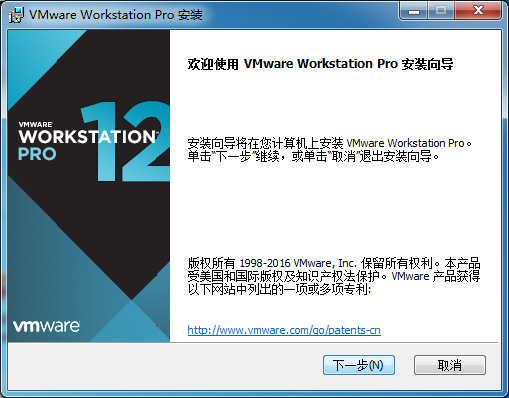 VMware Workstation Pro 安装
欢迎使用 VMware Workstation Pro 安装向导
VMWARE
WORKSTATION
PRO
12
安装向导将在您计算机上安装 VMware Workstation Pro。
单击“下一步”继续，或单击“取消”退出安装向导。
版权所有 1998-2016 VMware, Inc. 保留所有权利。本产品
受美国和国际版权及知识产权法保护。VMware 产品获得
以下网站中列出的一项或多项专利:
vmware
http://www.vmware.com/go/patents-cn
下一步(N)
取消